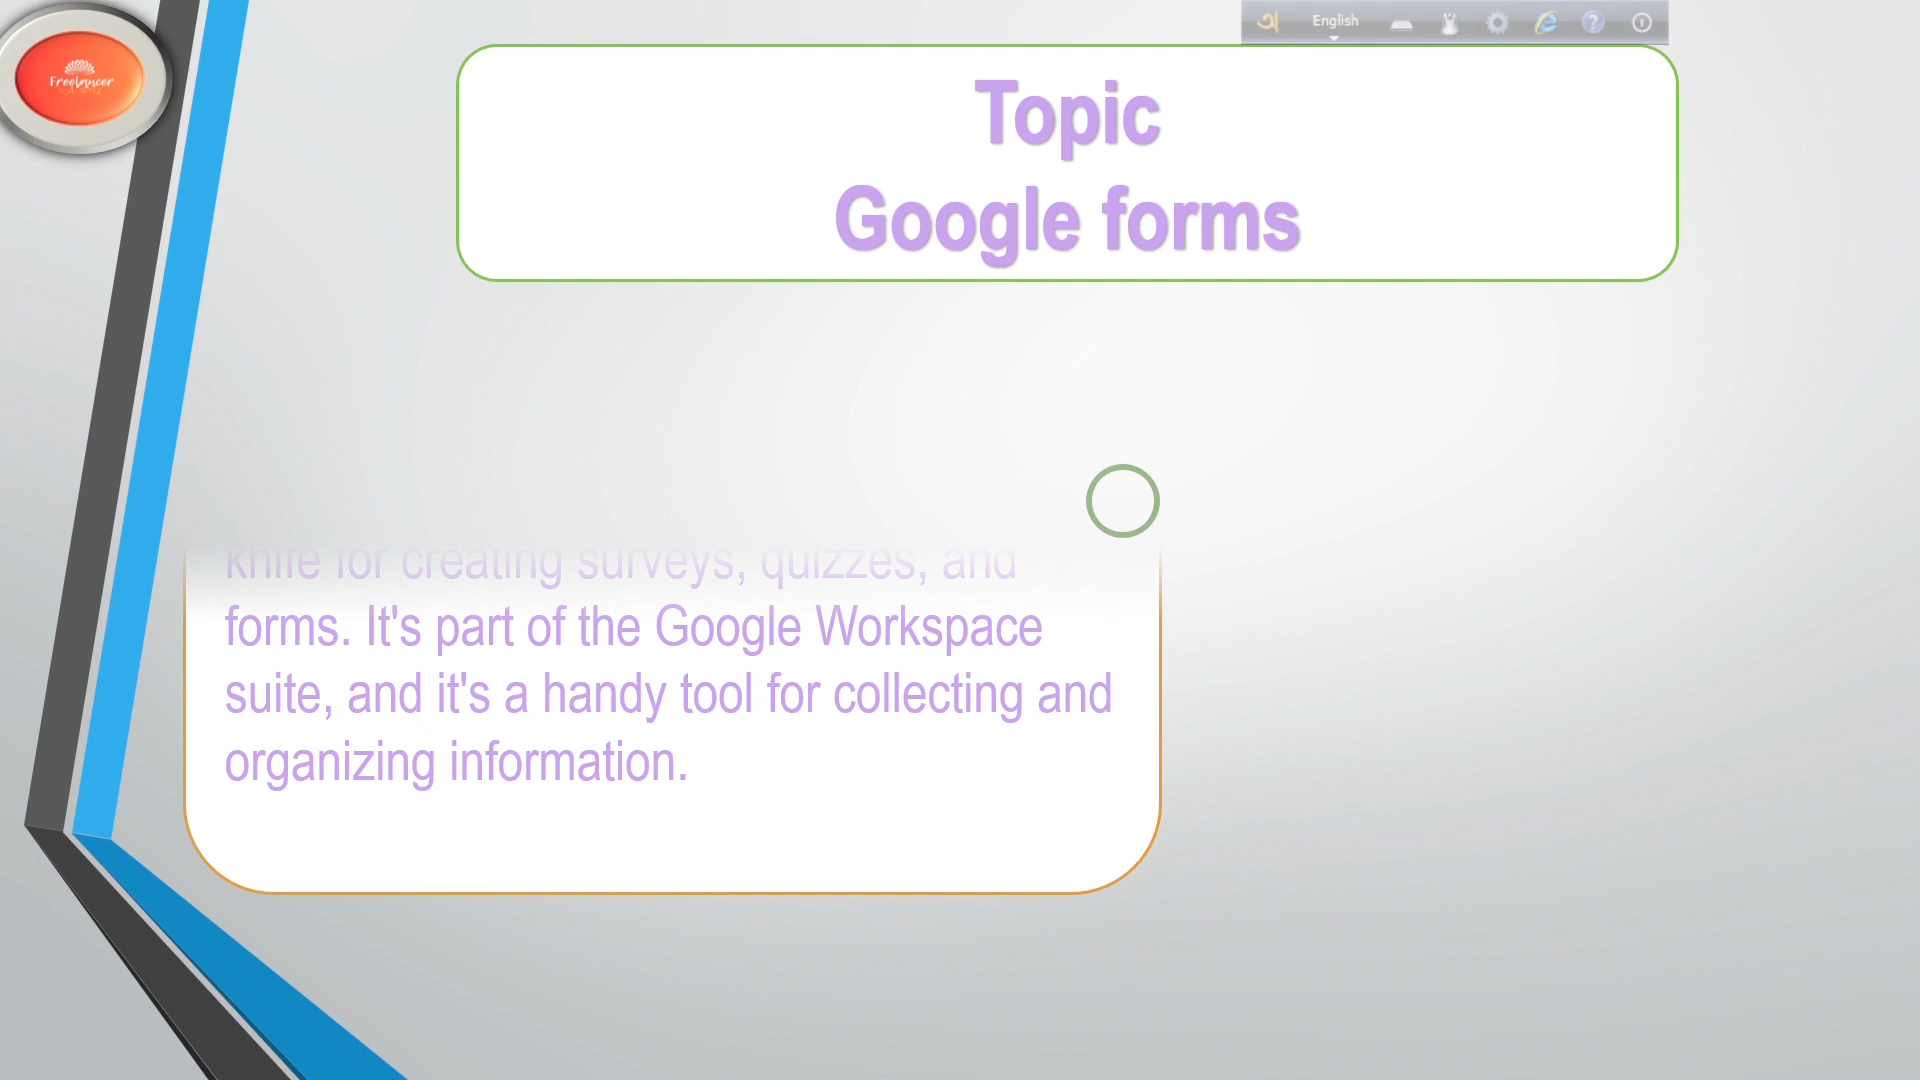 Freelancer
English
Topic
Google forms
knife for creating surveys, quizzes, and
forms. It's part of the Google Workspace
suite, and it's a handy tool for collecting and
organizing information.